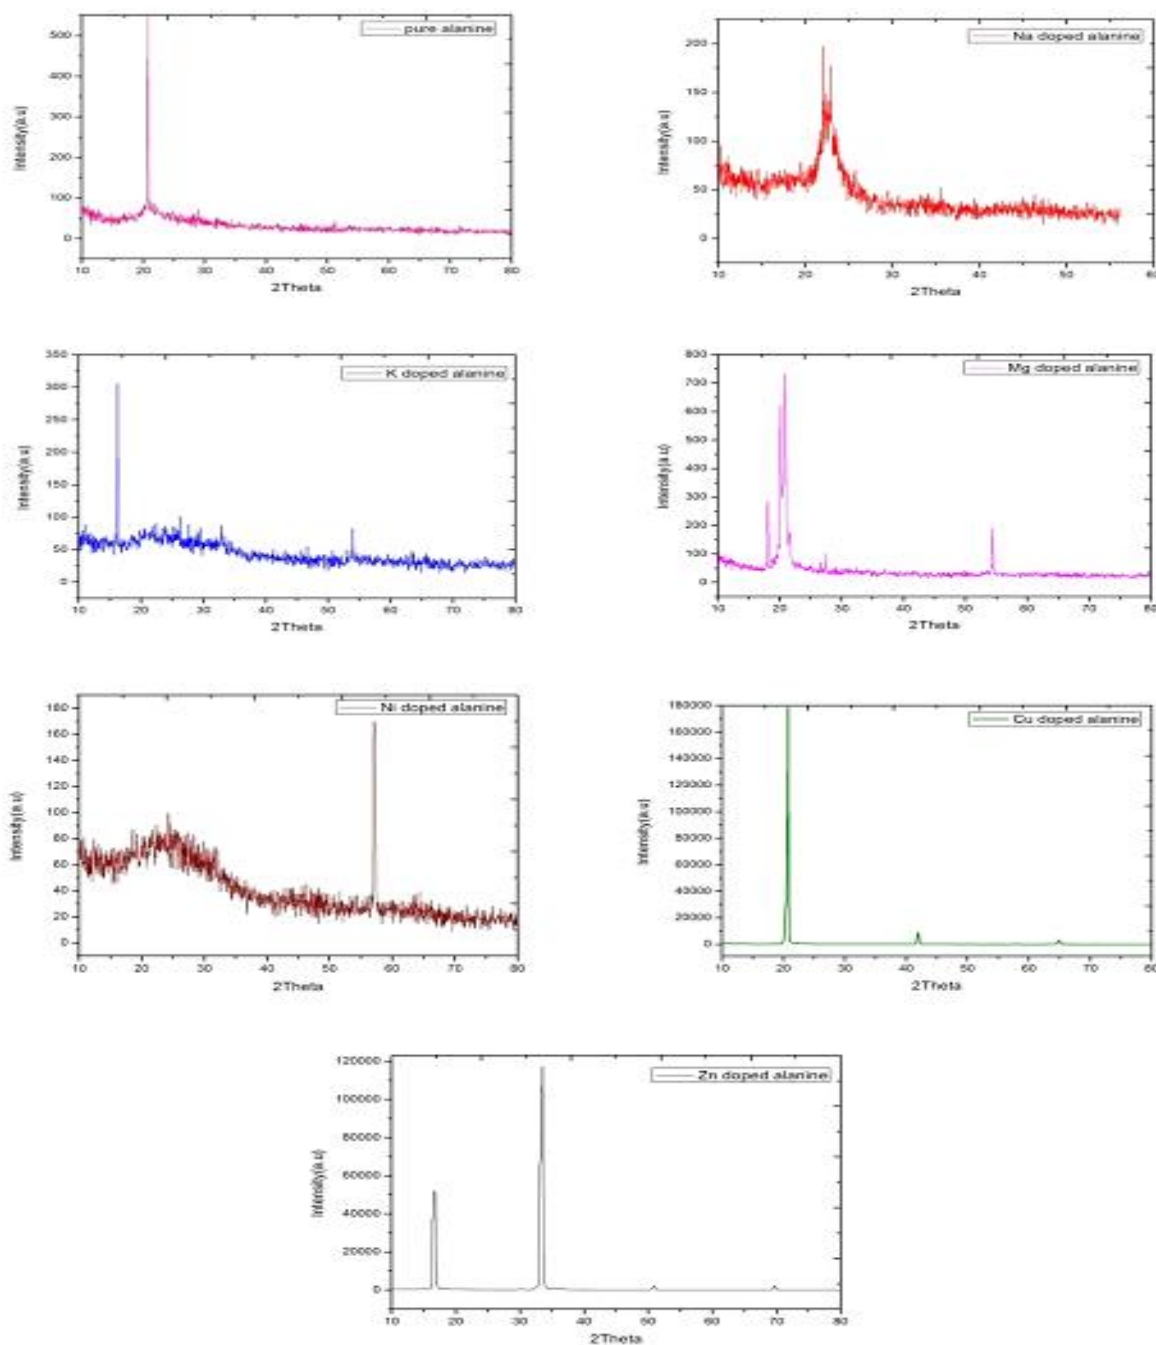 pure alanine
500
400
300
200
100
0
Intensity(a.u)
10 20 30 40 50 60 70 80
2Theta
Na doped alanine
200
150
100
50
0
Intensity(a.u)
10 20 30 40 50 60
2Theta
K doped alanine
350
300
250
200
150
100
50
0
Intensity(a.u)
10 20 30 40 50 60 70 80
2Theta
Mg doped alanine
800
700
600
500
400
300
200
100
0
Intensity(a.u)
10 20 30 40 50 60 70 80
2Theta
Ni doped alanine
180
160
140
120
100
80
60
40
20
0
Intensity(a.u)
10 20 30 40 50 60 70 80
2Theta
Cu doped alanine
180000
160000
140000
120000
100000
80000
60000
40000
20000
0
Intensity(a.u)
10 20 30 40 50 60 70 80
2Theta
Zn doped alanine
120000
100000
80000
60000
40000
20000
0
Intensity(a.u)
10 20 30 40 50 60 70 80
2Theta